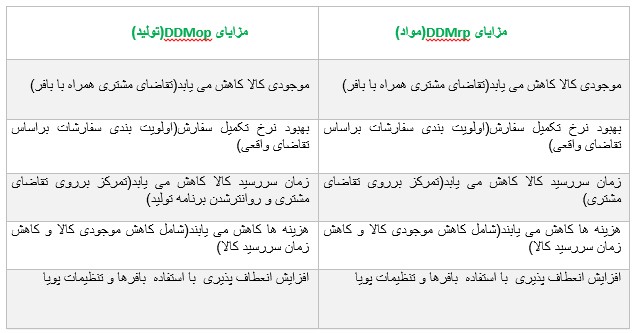 مزایای DDMrp(مواد)
مزایای DDMop(تولید)
موجودی کالا کاهش می یابد(تقاضای مشتری همراه با بافر)
موجودی کالا کاهش می یابد(تقاضای مشتری همراه با بافر)
بهبود نرخ تکمیل سفارش(اولویت بندی سفارشات براساس
تقاضای واقعی)
بهبود نرخ تکمیل سفارش(اولویت بندی سفارشات براساس
تقاضای واقعی)
زمان سررسید کالا کاهش می یابد(تمرکز برروی تقاضای
مشتری)
زمان سررسید کالا کاهش می یابد(تمرکز برروی تقاضای
مشتری و روانترشدن برنامه تولید)
هزینه ها کاهش می یابند(شامل کاهش موجودی کالا و کاهش
زمان سررسید کالا)
هزینه ها کاهش می یابند(شامل کاهش موجودی کالا و کاهش
زمان سررسید کالا)
افزایش انعطاف پذیری با استفاده بافرها و تنظیمات پویا
افزایش انعطاف پذیری با استفاده بافرها و تنظیمات پویا